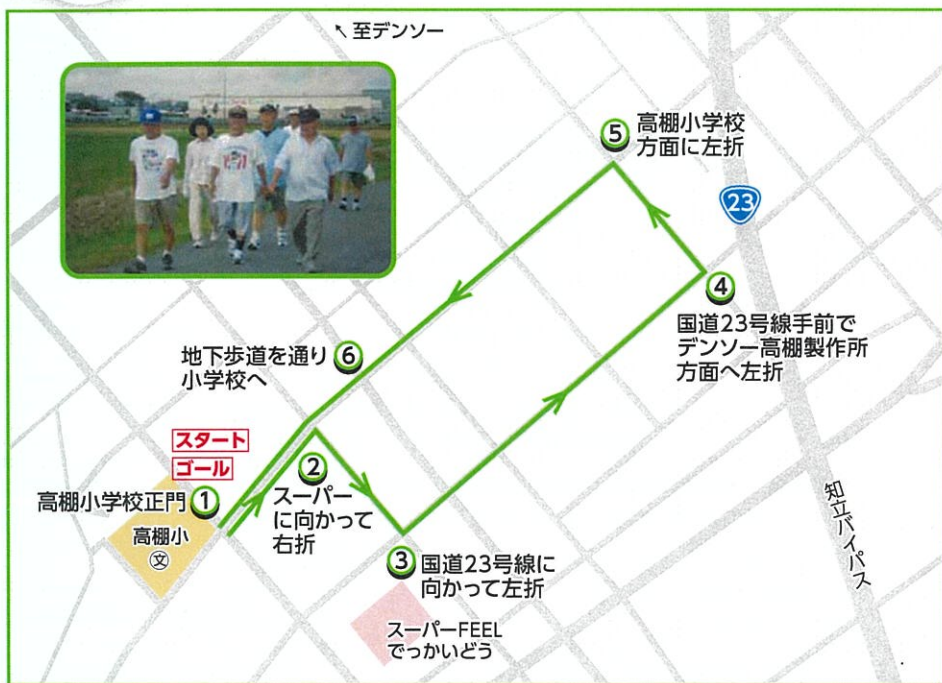 ↖至デンソー
⑤ 高棚小学校
方面に左折
23
④
国道23号線手前で
デンソー高棚製作所
方面へ左折
地下歩道を通り ⑥
小学校へ
スタート
ゴール
高棚小学校正門 ①
高棚小
文
②
スーパー
に向かって
右折
③ 国道23号線に
向かって左折
スーパーFEEL
でっかいどう
知立バイパス